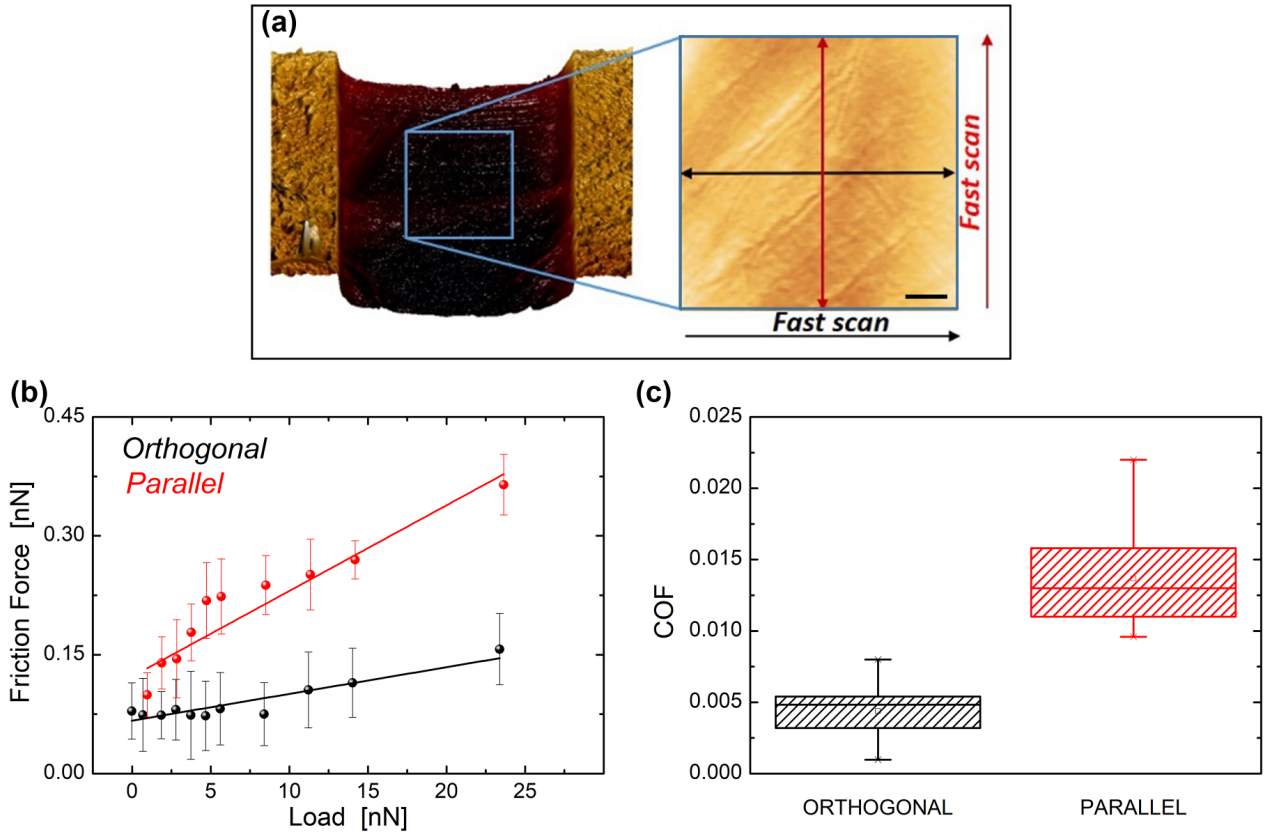 (a)
Fast scan
Fast scan
(b)
Friction Force [nN]
0.45
0.30
0.15
0.00
Orthogonal
Parallel
0 5 10 15 20 25
Load [nN]
(c)
COF
0.025
0.020
0.015
0.010
0.005
0.000
ORTHOGONAL PARALLEL